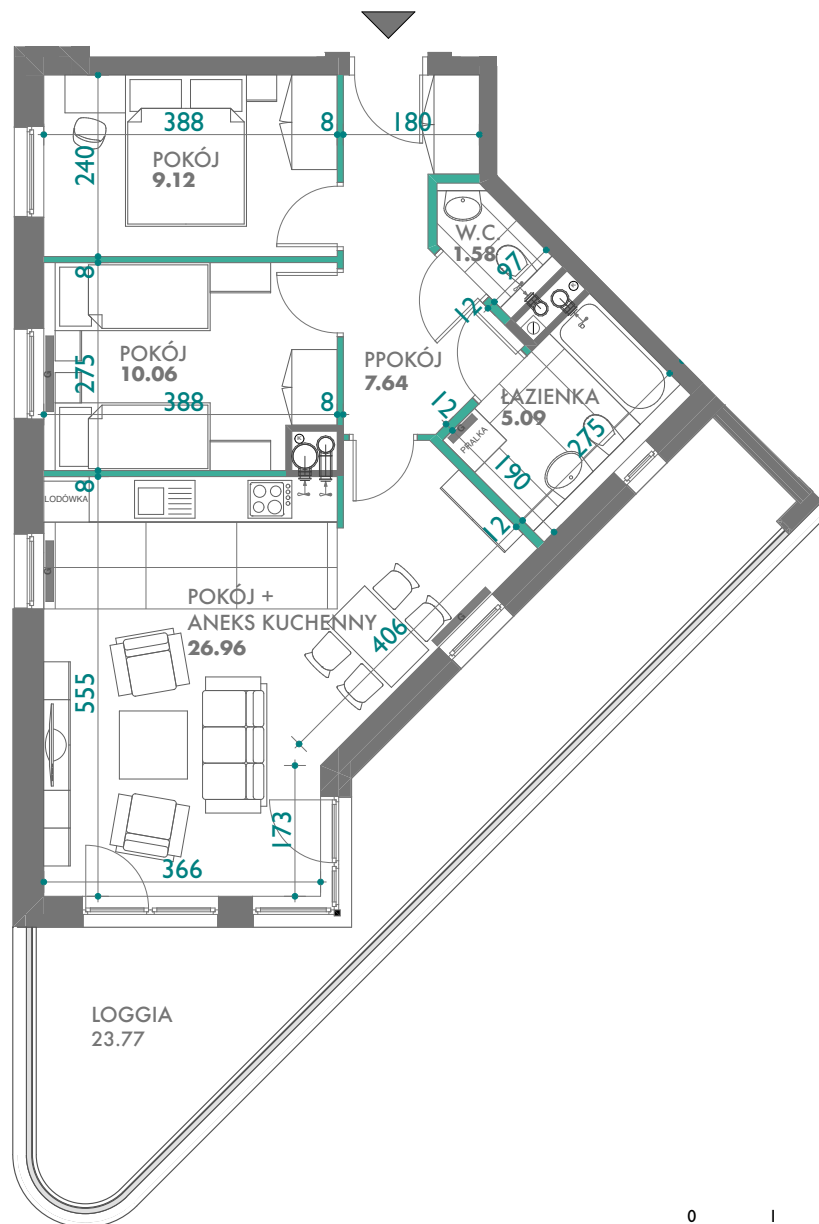 388
8
180
POKÓJ
9.12
240
W.C.
1.58
97
8
12
POKÓJ
10.06
275
388
8
G
K
K
PPOKÓJ
7.64
ŁAZIENKA
5.09
12
G
PRALKA
275
190
12
8
LODÓWKA
G
POKÓJ +
ANEKS KUCHENNY
26.96
G
406
555
173
366
LOGGIA
23.77
0 1